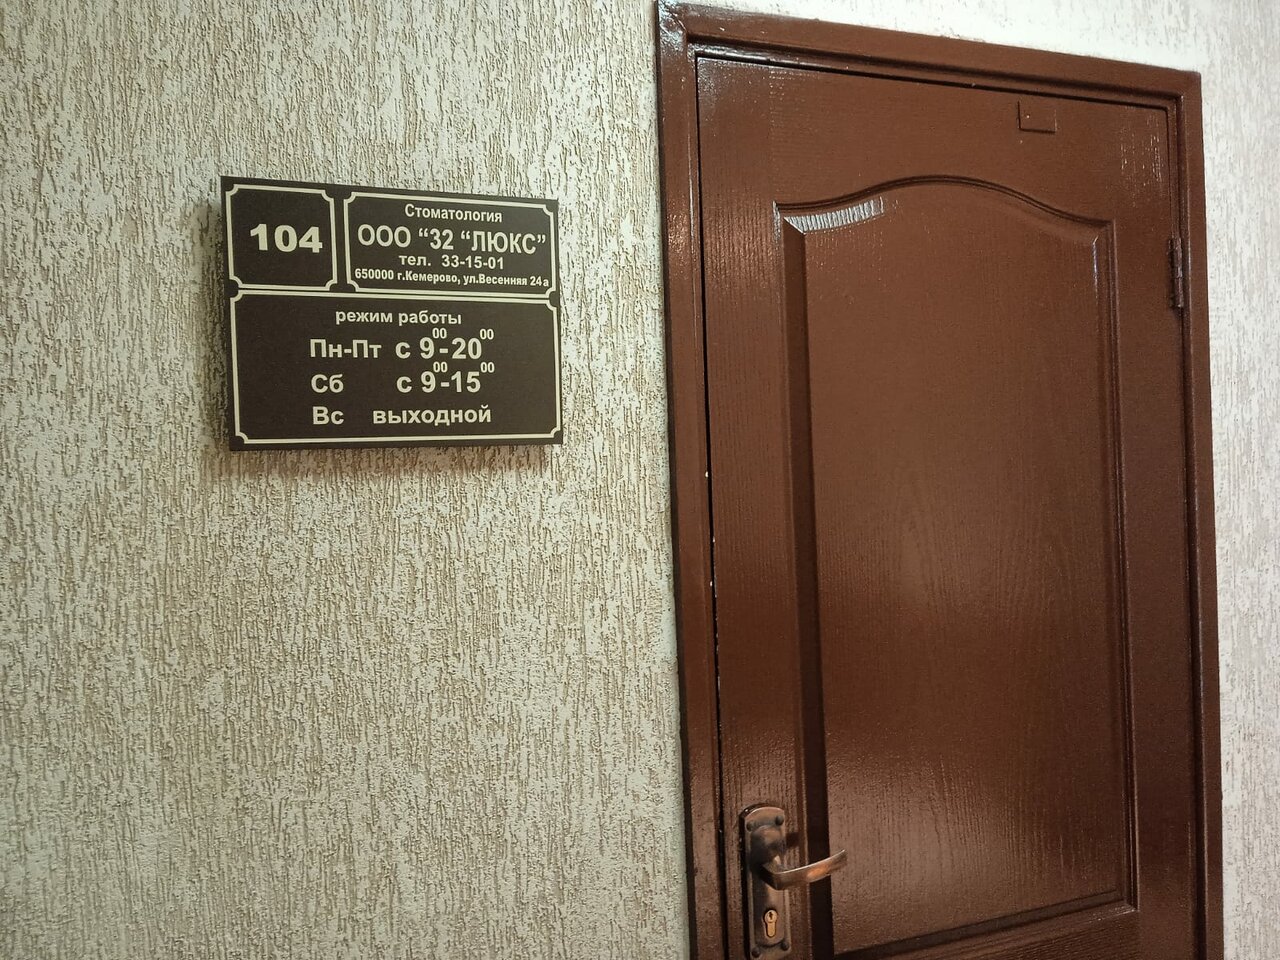 104
Стоматология
ООО “32 “ЛЮКС”
тел. 33-15-01
650000 г.Кемерово, ул.Весенняя 24а
режим работы
Пн-Пт с 9⁰⁰-20⁰⁰
Сб с 9⁰⁰-15⁰⁰
Вс выходной